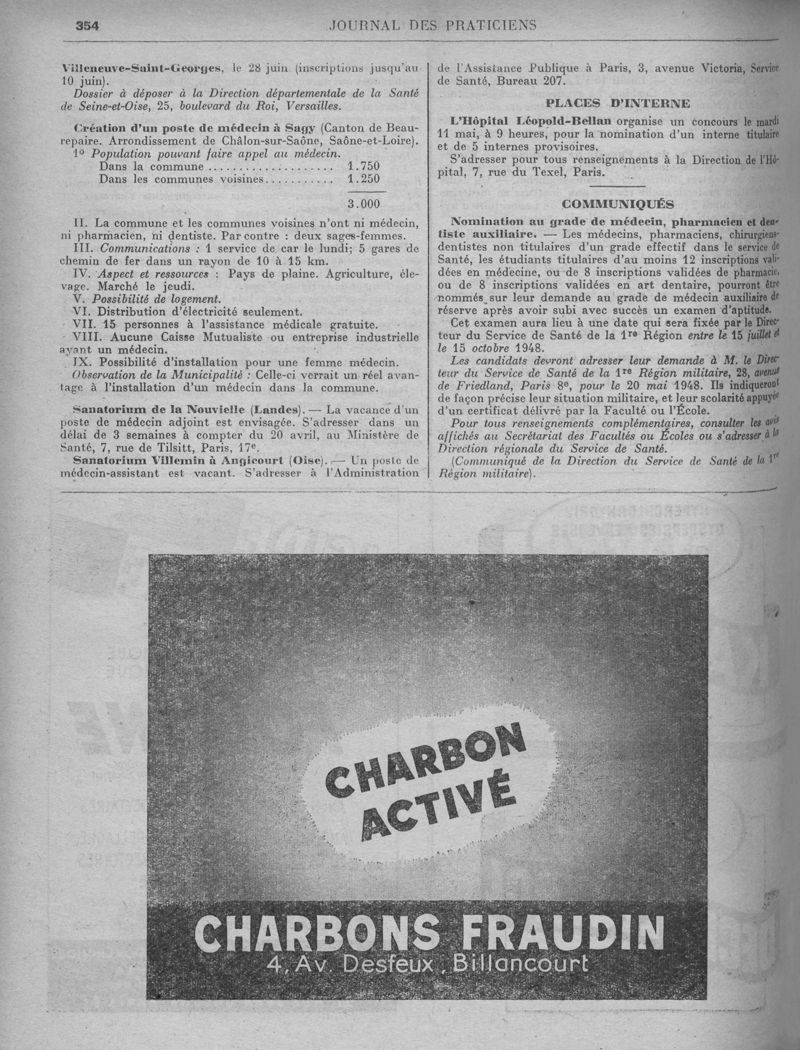 354
JOURNAL DES PRATICIENS
Villeneuve-Saint-Georges, le 28 juin (inscriptions jusqu'au
10 juin).
Dossier à déposer à la Direction départementale de la Santé
de Seine-et-Oise, 25, boulevard du Roi, Versailles.
Création d'un poste de médecin à Sagy (Canton de Beau-
repaire. Arrondissement de Châlon-sur-Saône, Saône-et-Loire).
1º Population pouvant faire appel au médecin.
Dans la commune .................... 1.750
Dans les communes voisines........... 1.250
3.000
II. La commune et les communes voisines n'ont ni médecin,
ni pharmacien, ni dentiste. Par contre : deux sages-femmes.
III. Communications : 1 service de car le lundi; 5 gares de
chemin de fer dans un rayon de 10 à 15 km.
IV. Aspect et ressources : Pays de plaine. Agriculture, éle-
vage. Marché le jeudi.
V. Possibilité de logement.
VI. Distribution d'électricité seulement.
VII. 15 personnes à l'assistance médicale gratuite.
VIII. Aucune Caisse Mutualiste ou entreprise industrielle
ayant un médecin.
IX. Possibilité d'installation pour une femme médecin.
Observation de la Municipalité : Celle-ci verrait un réel avan-
tage à l'installation d'un médecin dans la commune.
Sanatorium de la Nouvielle (Landes). — La vacance d'un
poste de médecin adjoint est envisagée. S'adresser dans un
délai de 3 semaines à compter du 20 avril, au Ministère de
Santé, 7, rue de Tilsitt, Paris, 17e.
Sanatorium Villemin à Angicourt (Oise). — Un poste de
médecin-assistant est vacant. S'adresser à l'Administration
de l'Assistance Publique à Paris, 3, avenue Victoria, Service
de Santé, Bureau 207.
PLACES D'INTERNE
L'Hôpital Léopold-Bellan organise un concours le mardi
11 mai, à 9 heures, pour la nomination d'un interne titulaire
et de 5 internes provisoires.
S'adresser pour tous renseignements à la Direction de l'Hô-
pital, 7, rue du Texel, Paris.
COMMUNIQUÉS
Nomination au grade de médecin, pharmacien et den-
tiste auxiliaire. — Les médecins, pharmaciens, chirurgiens-
dentistes non titulaires d'un grade effectif dans le service de
Santé, les étudiants titulaires d'au moins 12 inscriptions vali-
dées en médecine, ou de 8 inscriptions validées de pharmacie,
ou de 8 inscriptions validées en art dentaire, pourront être
nommés sur leur demande au grade de médecin auxiliaire de
réserve après avoir subi avec succès un examen d'aptitude.
Cet examen aura lieu à une date qui sera fixée par le Direc-
teur du Service de Santé de la 1re Région entre le 15 juillet et
le 15 octobre 1948.
Les candidats devront adresser leur demande à M. le Direc-
teur du Service de Santé de la 1re Région militaire, 28, avenue
de Friedland, Paris 8e, pour le 20 mai 1948. Ils indiqueront
de façon précise leur situation militaire, et leur scolarité appuyée
d'un certificat délivré par la Faculté ou l'École.
Pour tous renseignements complémentaires, consulter les avis
affichés au Secrétariat des Facultés ou Écoles ou s'adresser à la
Direction régionale du Service de Santé.
(Communiqué de la Direction du Service de Santé de la 1re
Région militaire).
CHARBON
ACTIVÉ
CHARBONS FRAUDIN
4, Av. Desfeux, Billancourt